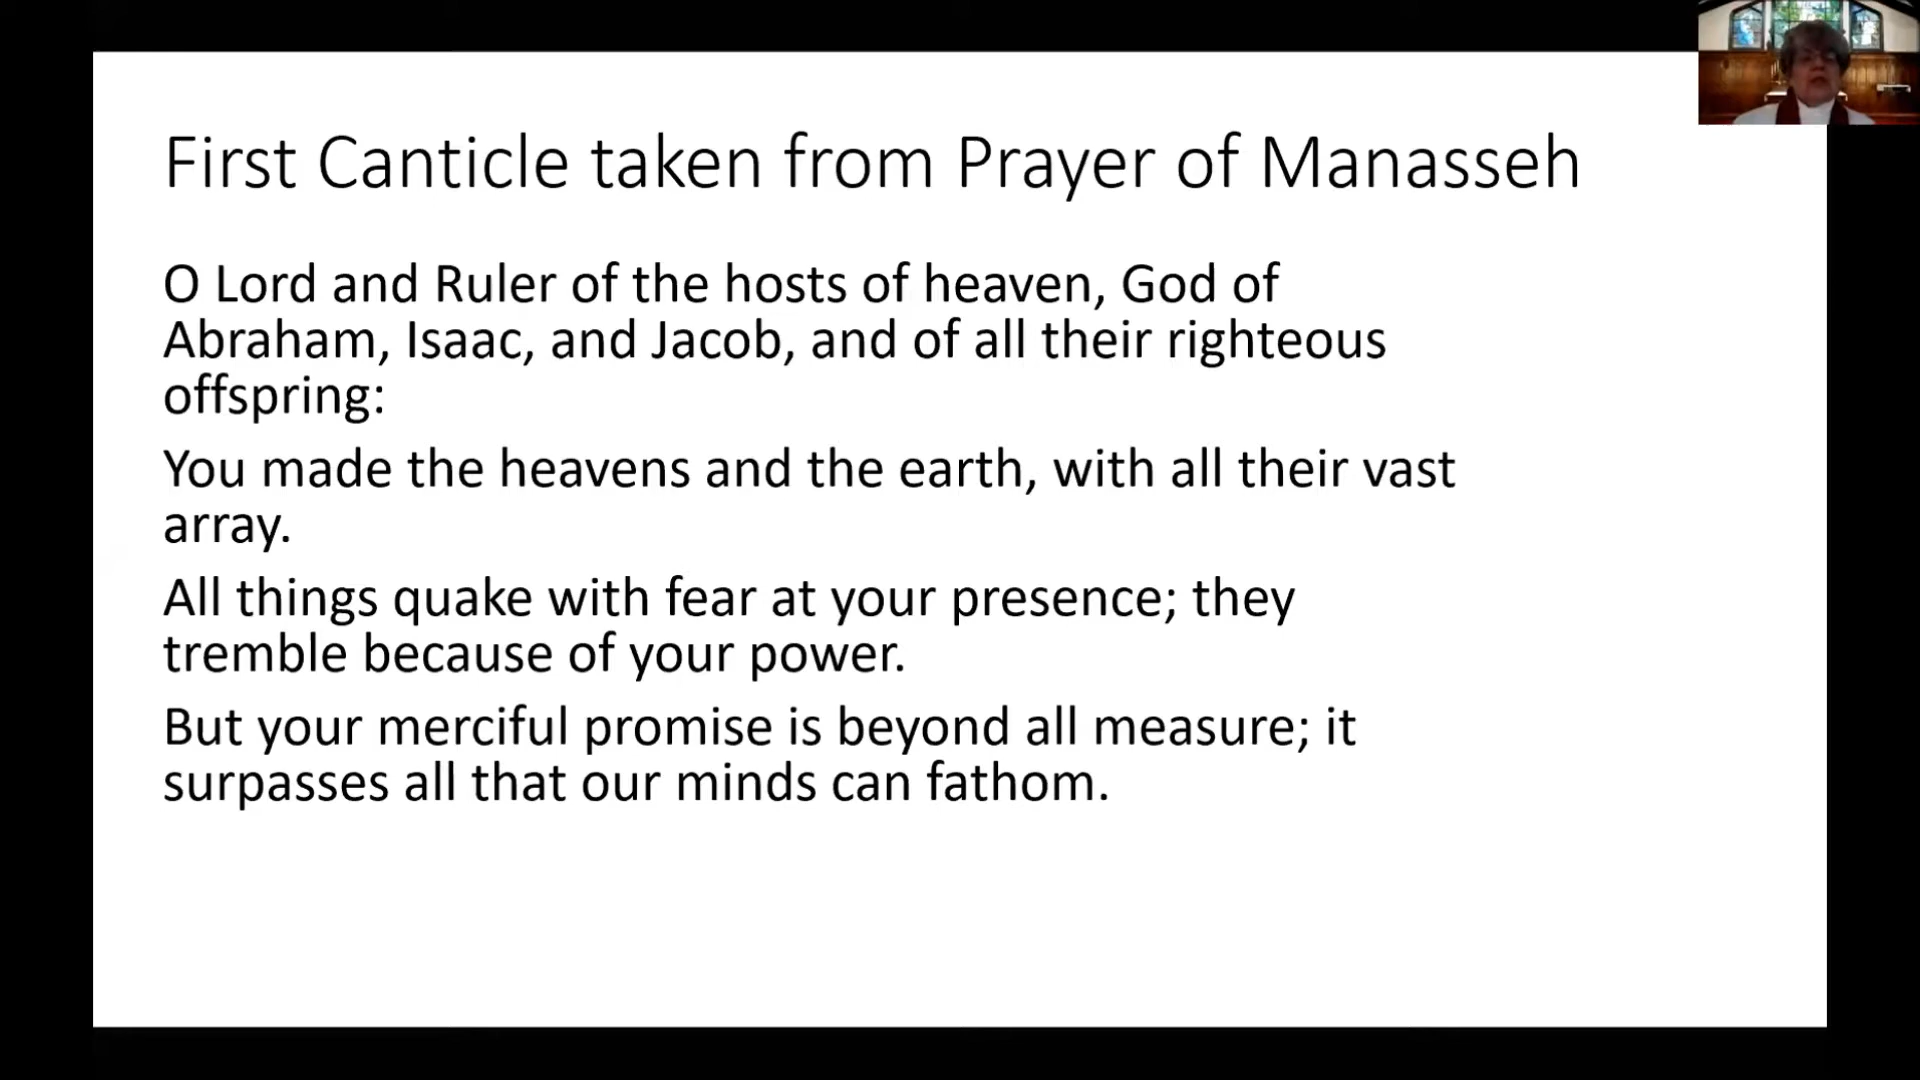 First Canticle taken from Prayer of Manasseh
O Lord and Ruler of the hosts of heaven, God of
Abraham, Isaac, and Jacob, and of all their righteous
offspring:
You made the heavens and the earth, with all their vast
array.
All things quake with fear at your presence; they
tremble because of your power.
But your merciful promise is beyond all measure; it
surpasses all that our minds can fathom.